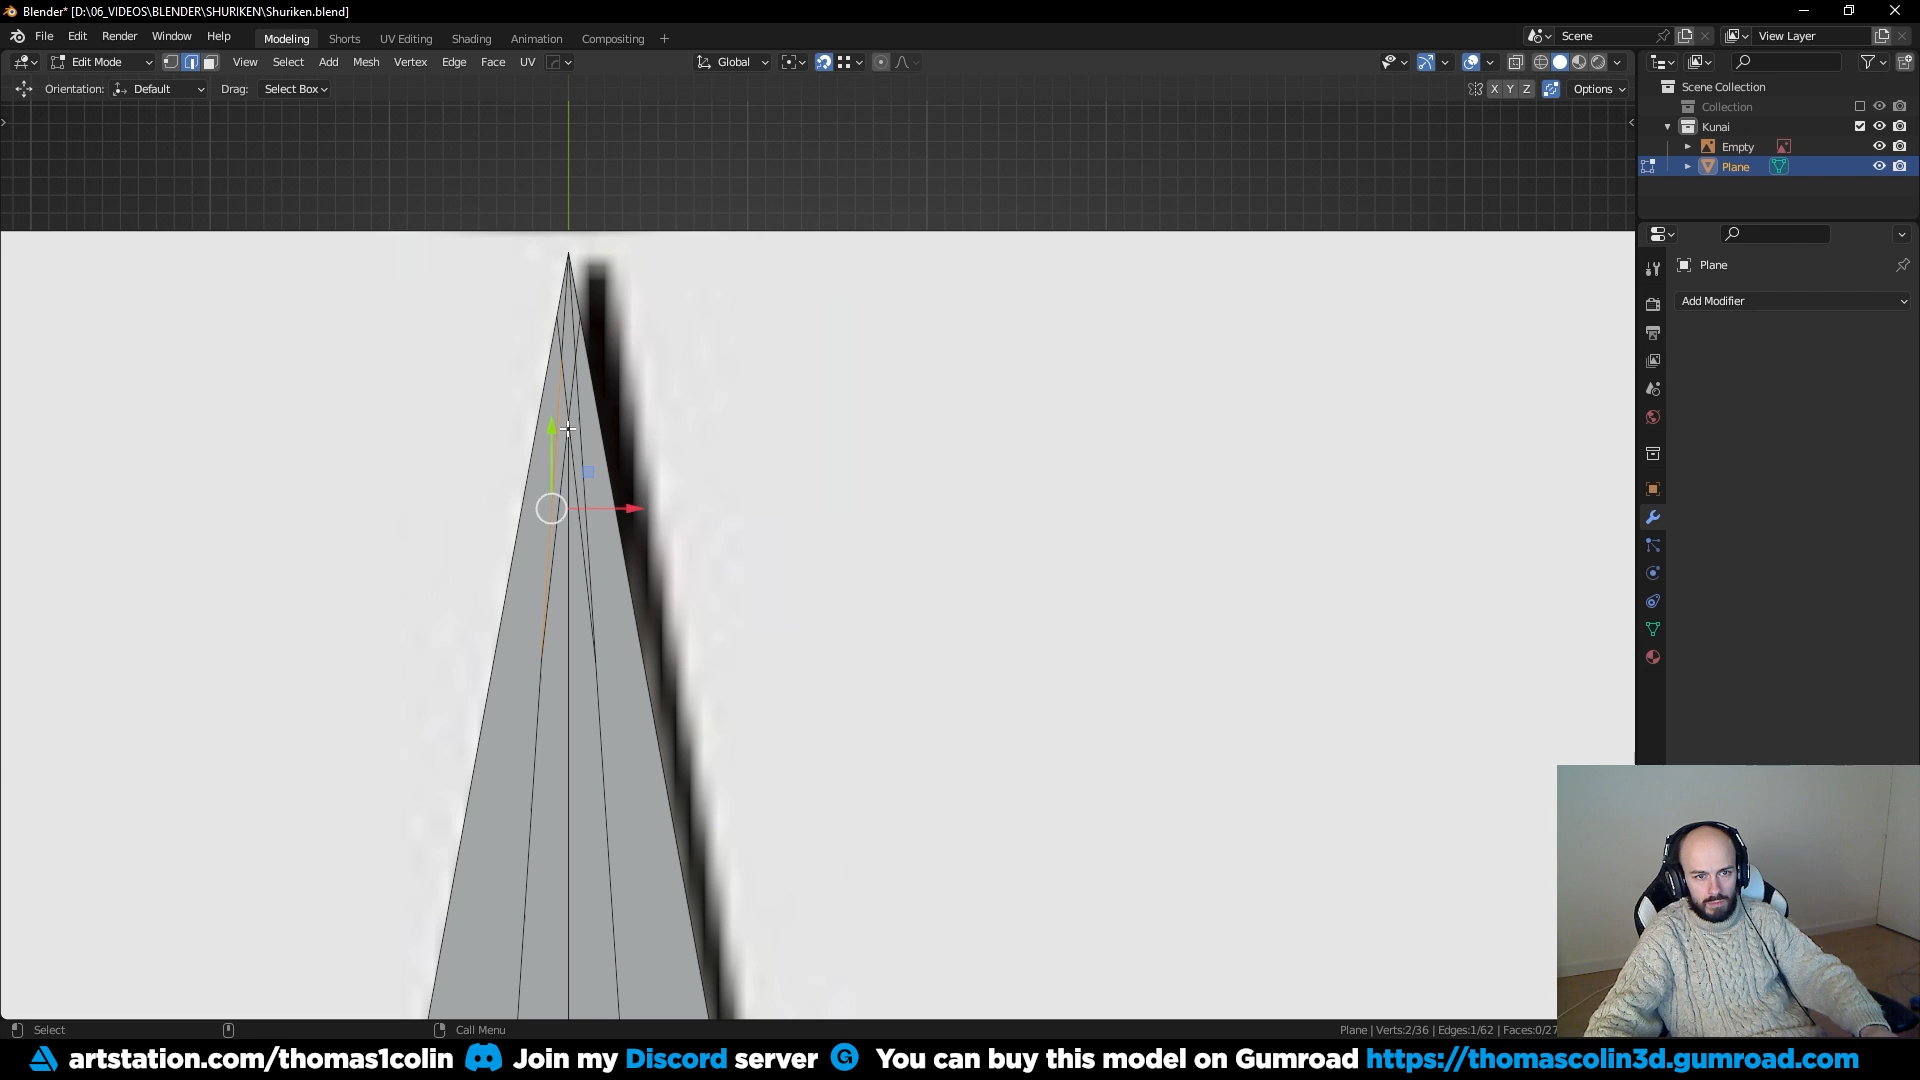 Blender* [D:\06_VIDEOS\BLENDER\SHURIKEN\Shuriken.blend]
File Edit Render Window Help Modeling Shorts UV Editing Shading Animation Compositing + Scene View Layer
Edit Mode View Select Add Mesh Vertex Edge Face UV Global
Orientation: Default Drag: Select Box X Y Z Options
Scene Collection
Collection
Kunai
Empty
Plane
Plane
Add Modifier
Select Call Menu Plane | Verts:2/36 | Edges:1/62 | Faces:0/27
artstation.com/thomas1colin Join my Discord server G You can buy this model on Gumroad https://thomascolin3d.gumroad.com